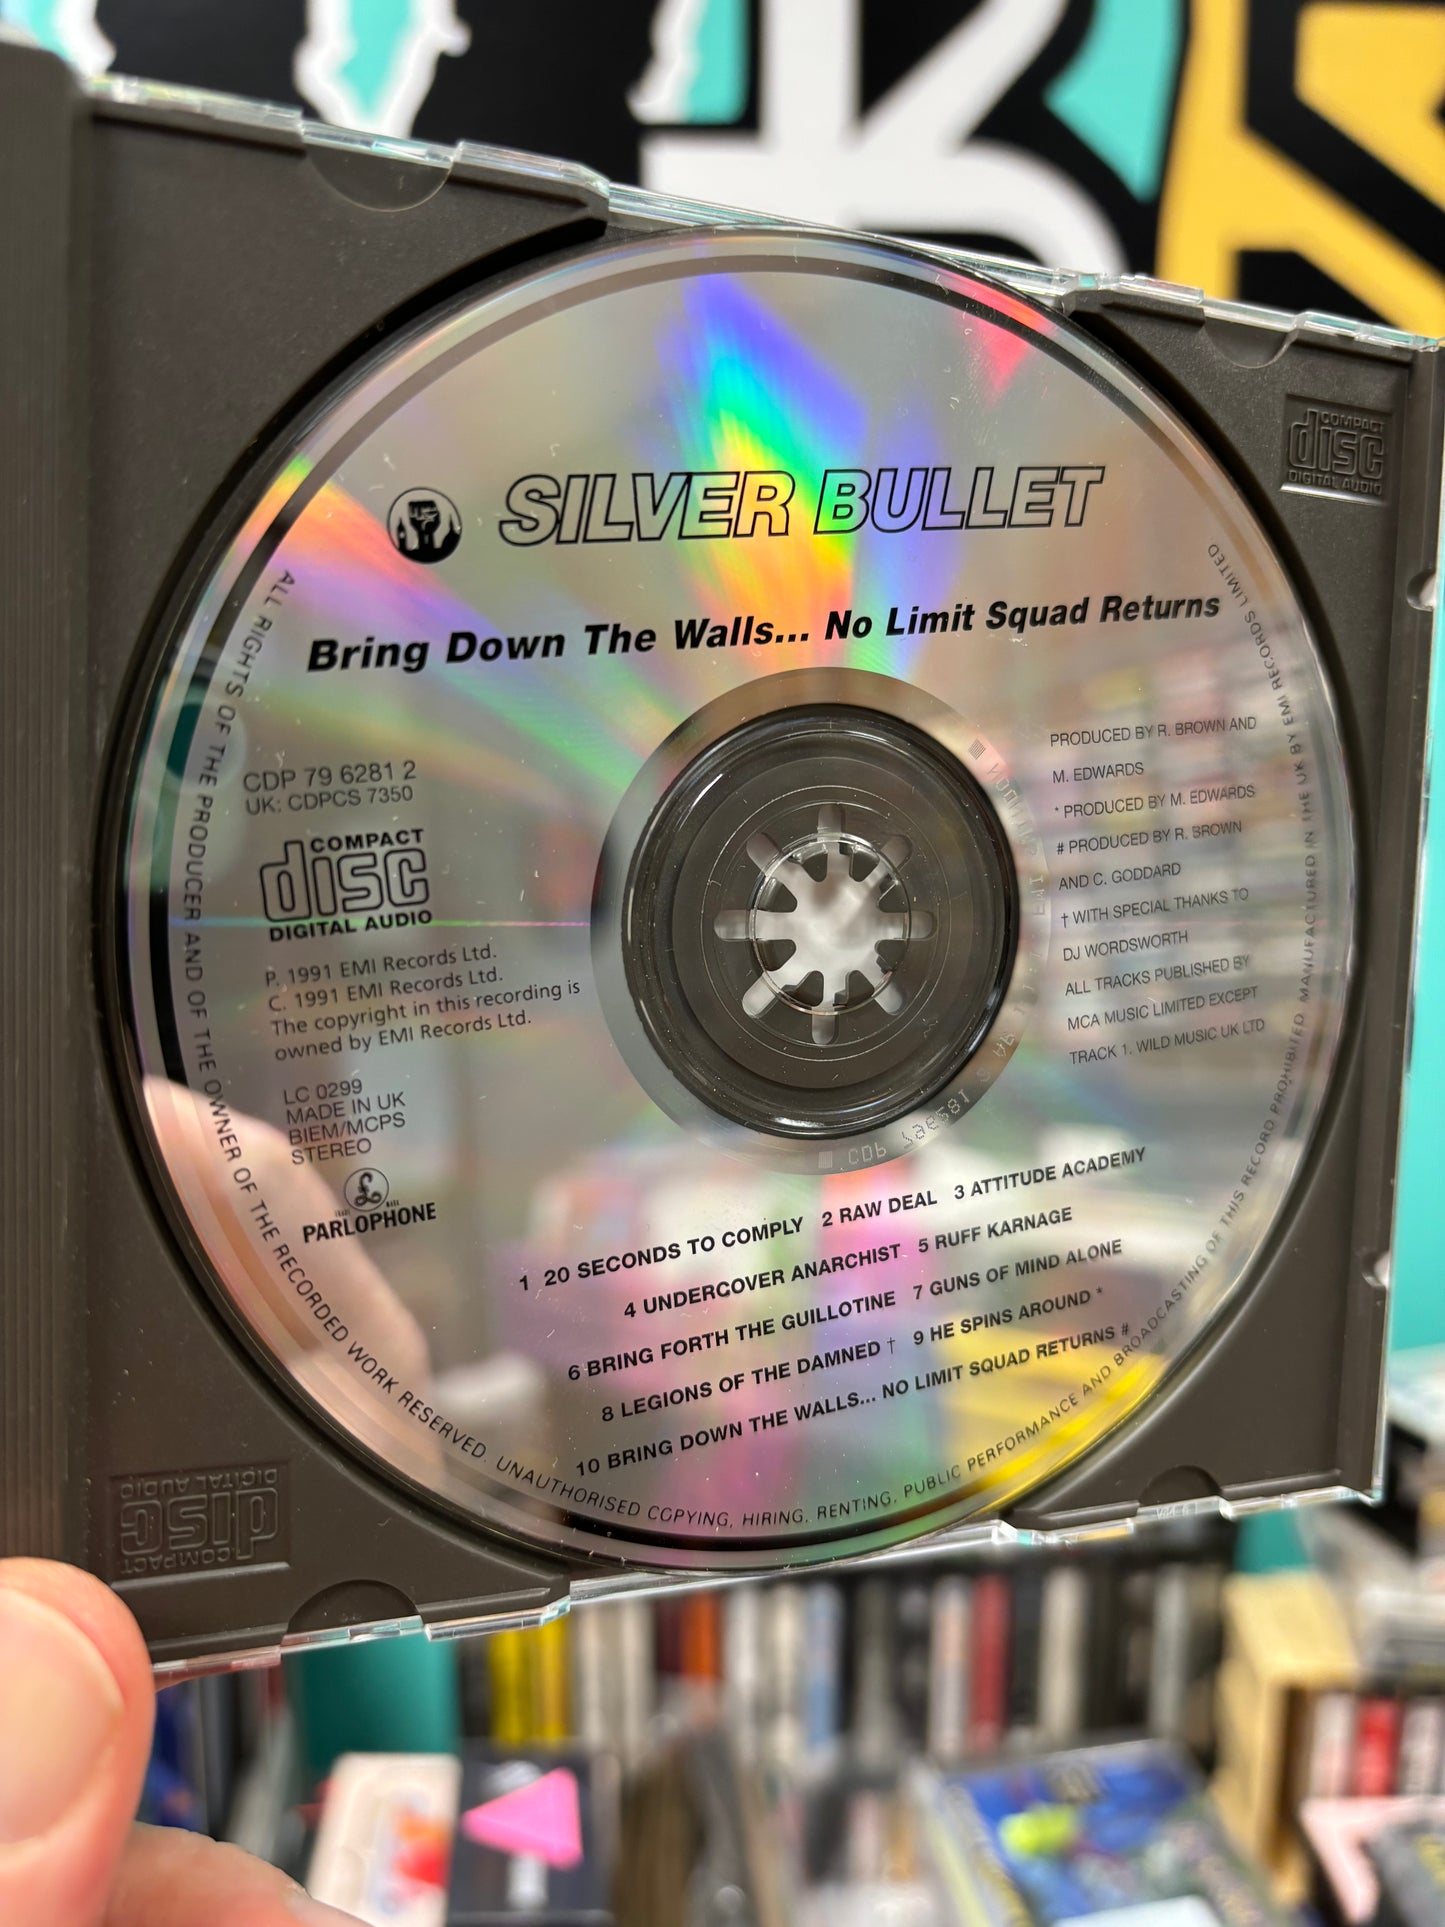 SILVER BULLET
Bring Down The Walls... No Limit Squad Returns
CDP 79 6281 2
UK: CDPCS 7350
COMPACT
disc
DIGITAL AUDIO
P. 1991 EMI Records Ltd.
C. 1991 EMI Records Ltd.
The copyright in this recording is
owned by EMI Records Ltd.
LC 0299
MADE IN UK
BIEM/MCPS
STEREO
TRADE MARK
PARLOPHONE
PRODUCED BY R. BROWN AND
M. EDWARDS
* PRODUCED BY M. EDWARDS
# PRODUCED BY R. BROWN
AND C. GODDARD
† WITH SPECIAL THANKS TO
DJ WORDSWORTH
ALL TRACKS PUBLISHED BY
MCA MUSIC LIMITED EXCEPT
TRACK 1. WILD MUSIC UK LTD
1 20 SECONDS TO COMPLY 2 RAW DEAL 3 ATTITUDE ACADEMY
4 UNDERCOVER ANARCHIST 5 RUFF KARNAGE
6 BRING FORTH THE GUILLOTINE 7 GUNS OF MIND ALONE
8 LEGIONS OF THE DAMNED † 9 HE SPINS AROUND *
10 BRING DOWN THE WALLS... NO LIMIT SQUAD RETURNS #
ALL RIGHTS OF THE PRODUCER AND OF THE OWNER OF THE RECORDED WORK RESERVED. UNAUTHORISED COPYING, HIRING, RENTING, PUBLIC PERFORMANCE AND BROADCASTING OF THIS RECORD PROHIBITED. MANUFACTURED IN THE UK BY EMI RECORDS LIMITED
COMPACT
disc
DIGITAL AUDIO
COMPACT
disc
DIGITAL AUDIO